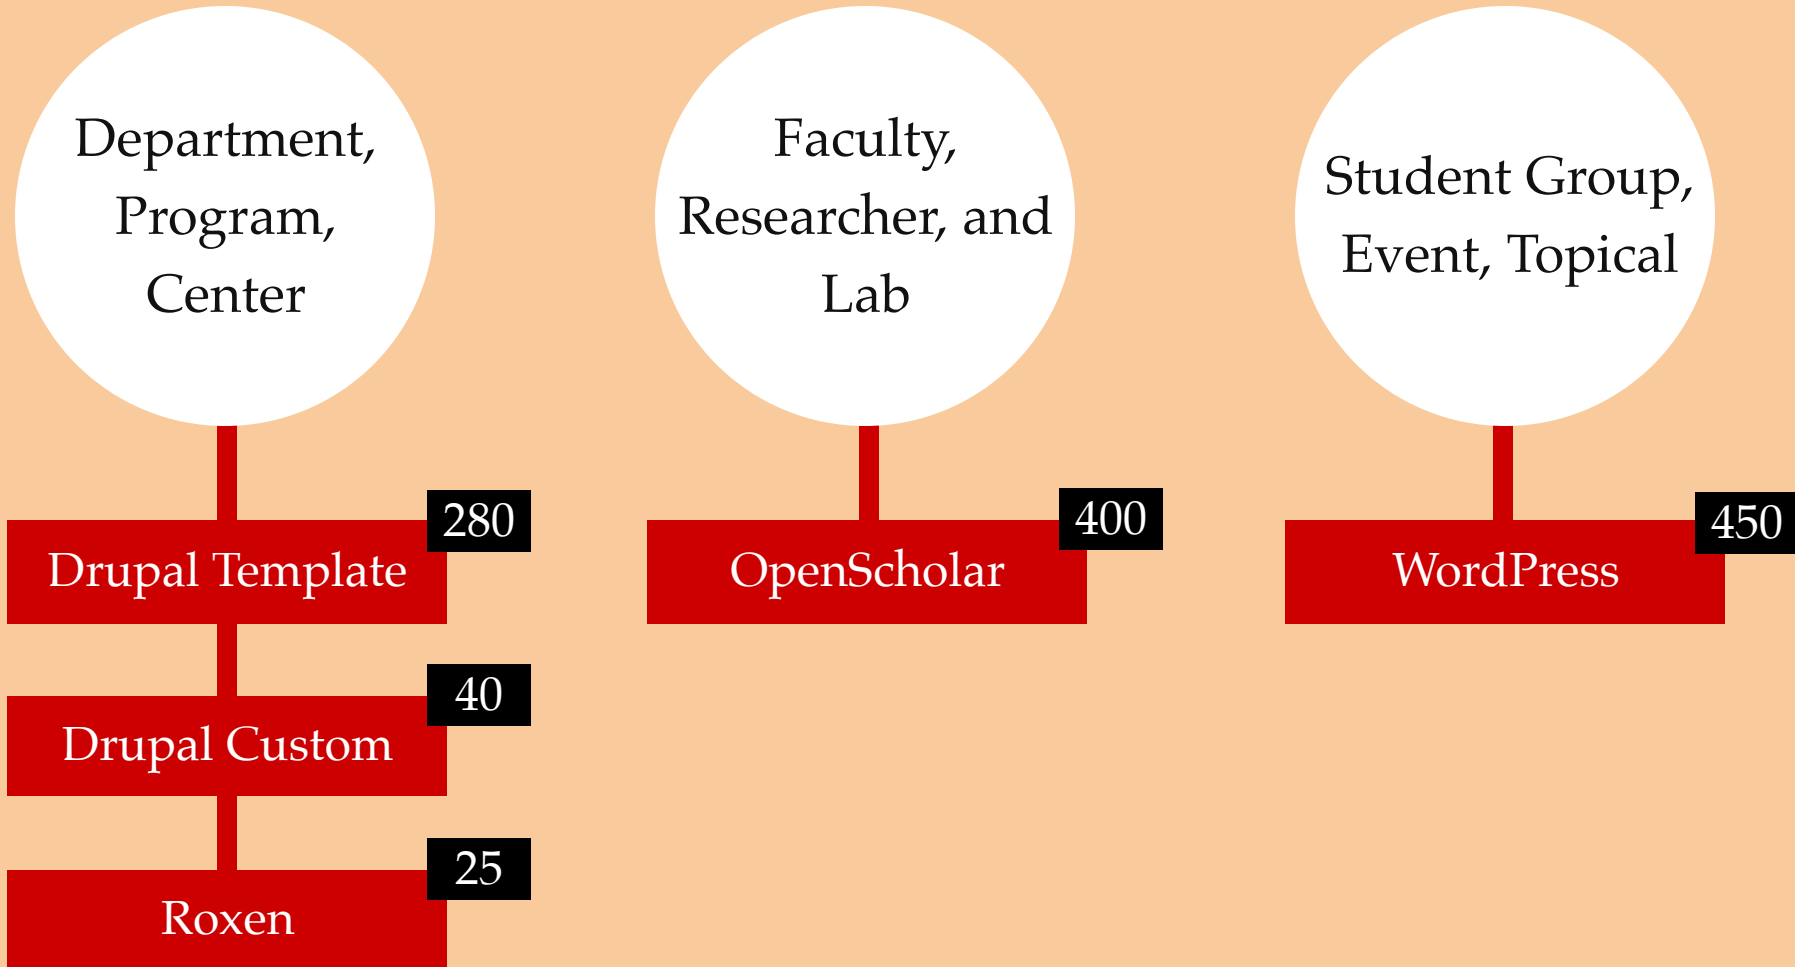 Department,
Program,
Center
280
Drupal Template
40
Drupal Custom
25
Roxen
Faculty,
Researcher, and
Lab
400
OpenScholar
Student Group,
Event, Topical
450
WordPress